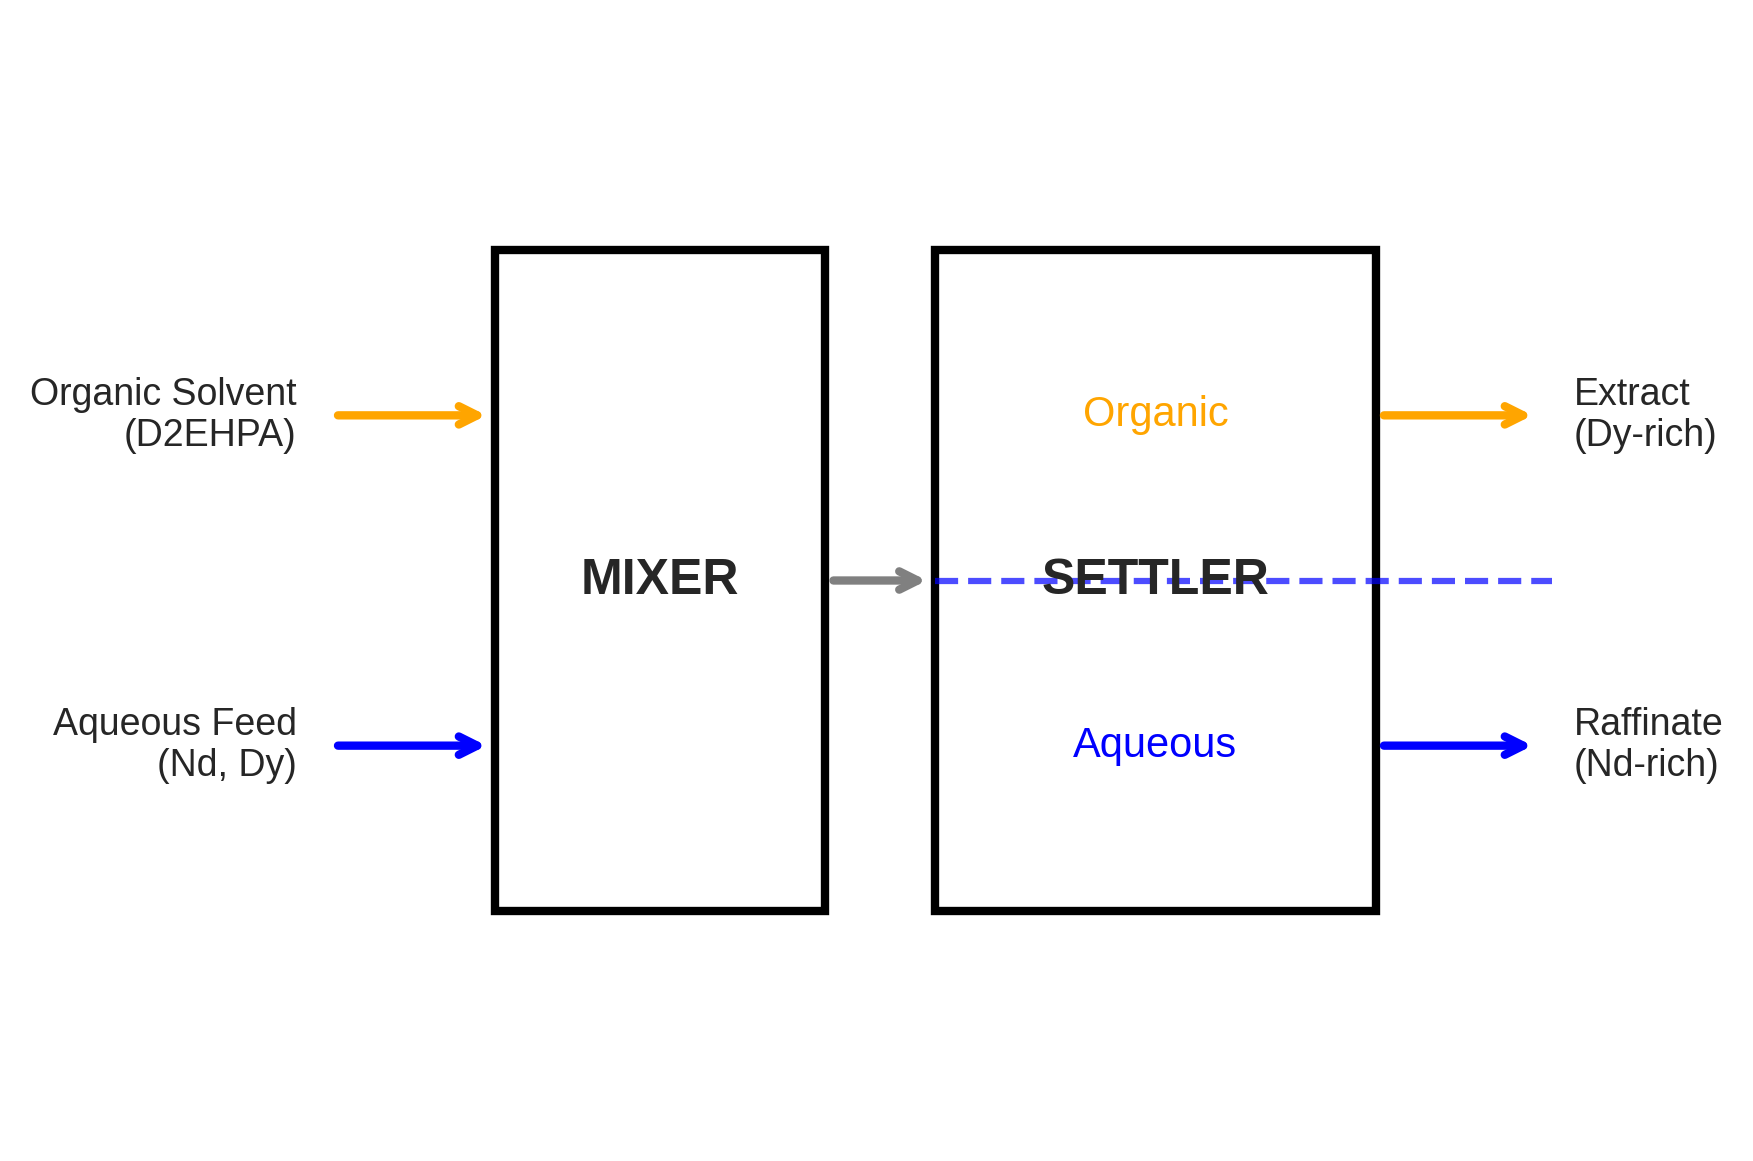 Organic Solvent
(D2EHPA)
Aqueous Feed
(Nd, Dy)
MIXER
Organic
SETTLER
Aqueous
Extract
(Dy-rich)
Raffinate
(Nd-rich)